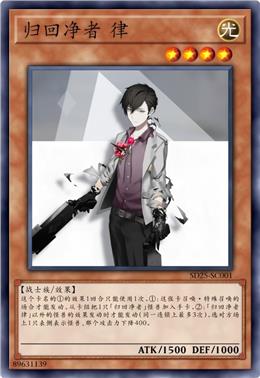 归回净者 律
光
SD25-SC001
【战士族/效果】
这个卡名的①的效果1回合只能使用1次。①：这张卡召唤·特殊召唤的
场合才能发动。从卡组把1只「归回净者」怪兽加入手卡。②：「归回净
者 律」以外的怪兽的效果发动时才能发动(同一连锁上最多3次)。选对方场
上1只表侧表示怪兽，那个攻击力下降400。
ATK/1500 DEF/1000
89631139